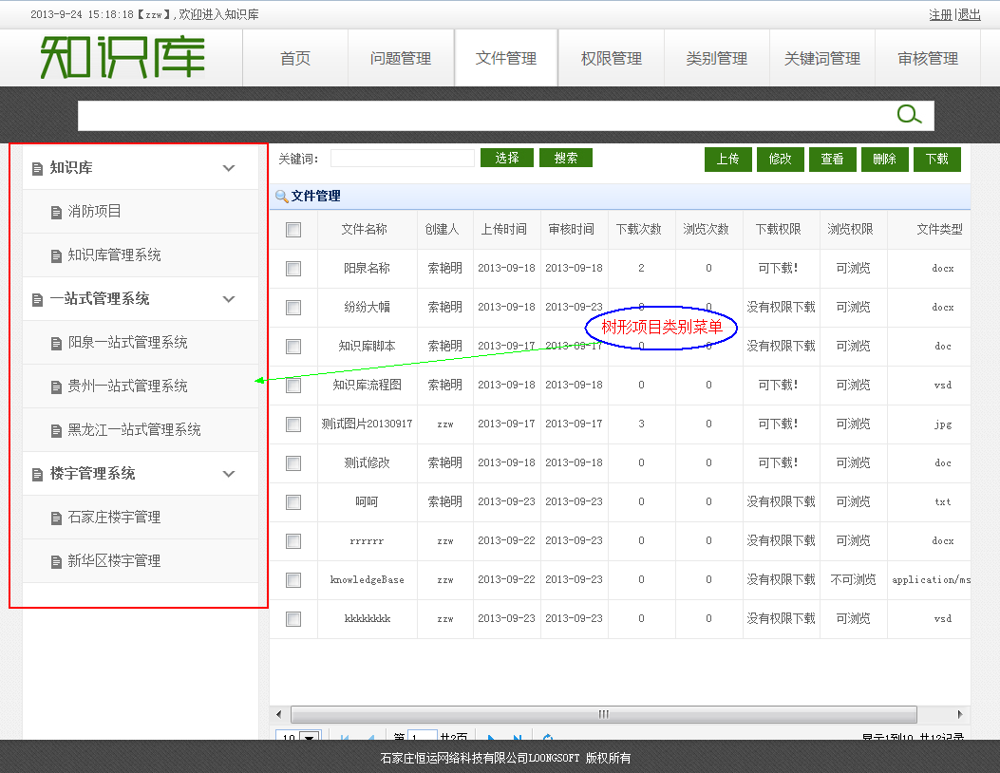 2013-9-24 15:18:18【zzw】,欢迎进入知识库 注册|退出
知识库 首页 问题管理 文件管理 权限管理 类别管理 关键词管理 审核管理
知识库
消防项目
知识库管理系统
一站式管理系统
阳泉一站式管理系统
贵州一站式管理系统
黑龙江一站式管理系统
楼宇管理系统
石家庄楼宇管理
新华区楼宇管理
关键词: 选择 搜索 上传 修改 查看 删除 下载
文件管理
文件名称 创建人 上传时间 审核时间 下载次数 浏览次数 下载权限 浏览权限 文件类型
阳泉名称 索艳明 2013-09-18 2013-09-18 2 0 可下载! 可浏览 docx
纷纷大幅 索艳明 2013-09-18 2013-09-23 0 没有权限下载 可浏览 docx
树形项目类别菜单
知识库脚本 索艳明 2013-09-17 2013-09-17 0 0 没有权限下载 可浏览 doc
知识库流程图 索艳明 2013-09-18 2013-09-18 0 0 可下载! 可浏览 vsd
测试图片20130917 zzw 2013-09-17 2013-09-17 3 0 可下载! 可浏览 jpg
测试修改 索艳明 2013-09-18 2013-09-18 0 0 可下载! 可浏览 doc
呵呵 索艳明 2013-09-23 2013-09-23 0 0 没有权限下载 可浏览 txt
rrrrrr zzw 2013-09-22 2013-09-23 0 0 没有权限下载 可浏览 docx
knowledgeBase zzw 2013-09-22 2013-09-23 0 0 没有权限下载 不可浏览 application/ms
kkkkkkkk zzw 2013-09-23 2013-09-23 0 0 没有权限下载 可浏览 vsd
10 第 1 共2页 显示1到10,共12记录
石家庄恒运网络科技有限公司LOONGSOFT 版权所有